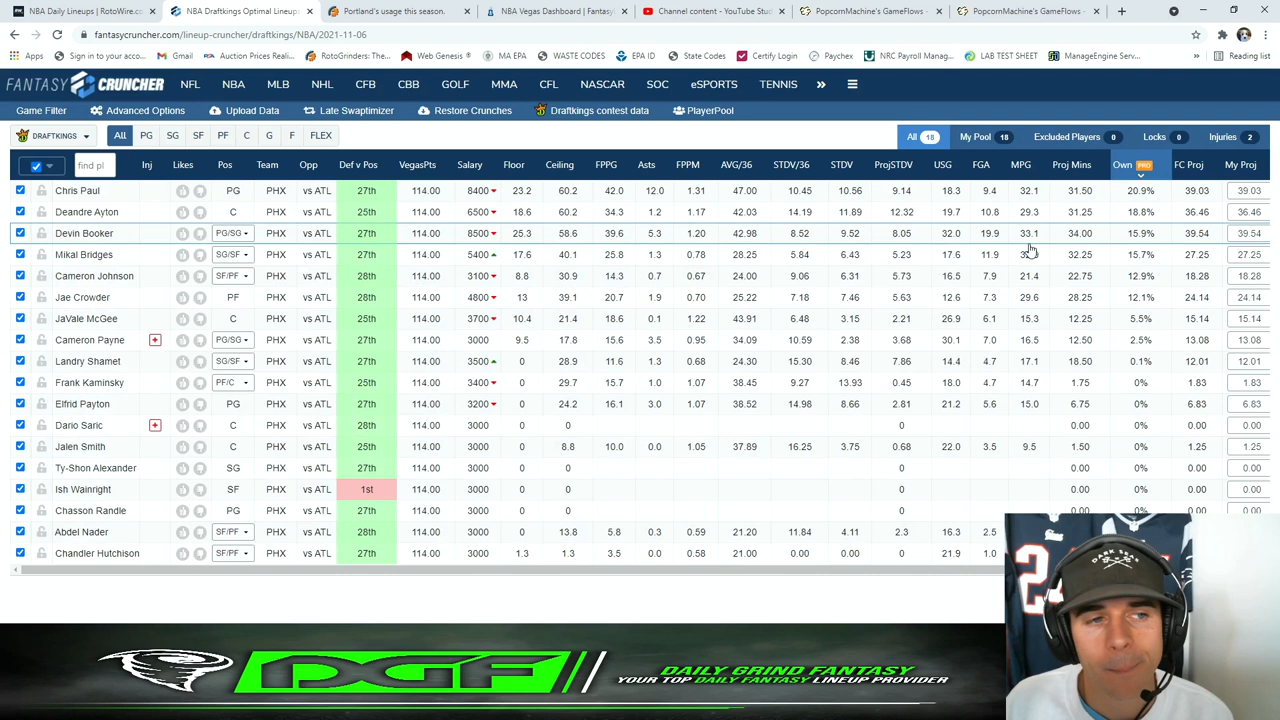 NBA Daily Lineups | RotoWire.co
NBA Draftkings Optimal Lineup
Portland's usage this season.
NBA Vegas Dashboard | Fantasy
Channel content - YouTube Stu
PopcornMachine's GameFlows -
PopcornMachine's GameFlows -
fantasycruncher.com/lineup-cruncher/draftkings/NBA/2021-11-06
Apps Sign in to your acco... Gmail Auction Prices Reali... RotoGrinders: The D... Web Genesis ® MA EPA WASTE CODES EPA ID State Codes Certify Login Paychex NRC Payroll Manag... LAB TEST SHEET ManageEngine Serv... » Reading list
FANTASY CRUNCHER NFL NBA MLB NHL CFB CBB GOLF MMA CFL NASCAR SOC eSPORTS TENNIS »
Game Filter Advanced Options Upload Data Late Swaptimizer Restore Crunches Draftkings contest data PlayerPool
DRAFTKINGS All PG SG SF PF C G F FLEX All 18 My Pool 18 Excluded Players 0 Locks 0 Injuries 2
find pl Inj Likes Pos Team Opp Def v Pos VegasPts Salary Floor Ceiling FPPG Asts FPPM AVG/36 STDV/36 STDV ProjSTDV USG FGA MPG Proj Mins Own PRO FC Proj My Proj
Chris Paul PG PHX vs ATL 27th 114.00 8400 23.2 60.2 42.0 12.0 1.31 47.00 10.45 10.56 9.14 18.3 9.4 32.1 31.50 20.9% 39.03 39.03
Deandre Ayton C PHX vs ATL 25th 114.00 6500 18.6 60.2 34.3 1.2 1.17 42.03 14.19 11.89 12.32 19.7 10.8 29.3 31.25 18.8% 36.46 36.46
Devin Booker PG/SG PHX vs ATL 27th 114.00 8500 25.3 58.6 39.6 5.3 1.20 42.98 8.52 9.52 8.05 32.0 19.9 33.1 34.00 15.9% 39.54 39.54
Mikal Bridges SG/SF PHX vs ATL 27th 114.00 5400 17.6 40.1 25.8 1.3 0.78 28.25 5.84 6.43 5.23 17.6 11.9 32.25 15.7% 27.25 27.25
Cameron Johnson SF/PF PHX vs ATL 28th 114.00 3100 8.8 30.9 14.3 0.7 0.67 24.00 9.06 6.31 5.73 16.5 7.9 21.4 22.75 12.9% 18.28 18.28
Jae Crowder PF PHX vs ATL 28th 114.00 4800 13 39.1 20.7 1.9 0.70 25.22 7.18 7.46 5.63 12.6 7.3 29.6 28.25 12.1% 24.14 24.14
JaVale McGee C PHX vs ATL 25th 114.00 3700 10.4 21.4 18.6 0.1 1.22 43.91 6.48 3.15 2.21 26.9 6.1 15.3 12.25 5.5% 15.14 15.14
Cameron Payne PG/SG PHX vs ATL 27th 114.00 3000 9.5 17.8 15.6 3.5 0.95 34.09 10.59 2.33 3.68 30.1 7.0 16.5 12.50 2.5% 13.08 13.08
Landry Shamet SG/SF PHX vs ATL 27th 114.00 3500 0 28.9 11.6 1.3 0.68 24.30 15.30 8.46 7.86 14.4 4.7 17.1 18.50 0.1% 12.01 12.01
Frank Kaminsky PF/C PHX vs ATL 27th 114.00 3400 0 29.7 15.7 1.0 1.07 38.45 9.27 13.93 0.45 18.0 4.7 14.7 1.75 0% 1.83 1.83
Elfrid Payton PG PHX vs ATL 27th 114.00 3200 0 24.2 16.1 3.0 1.07 38.52 14.98 8.66 2.81 21.2 5.6 15.0 6.75 0% 6.83 6.83
Dario Saric C PHX vs ATL 28th 114.00 3000 0 0 0 0.00 0% 0.00 0.00
Jalen Smith C PHX vs ATL 25th 114.00 3000 0 8.8 10.0 0.0 1.05 37.89 16.25 3.75 0.68 22.0 3.5 9.5 1.50 0% 1.25 1.25
Ty-Shon Alexander SG PHX vs ATL 27th 114.00 3000 0 0 0 0.00 0% 0.00 0.00
Ish Wainright SF PHX vs ATL 1st 114.00 3000 0 0 0 0.00 0% 0.00 0.00
Chasson Randle PG PHX vs ATL 27th 114.00 3000 0 0 0 0.00 0% 0.00 0.00
Abdel Nader SF/PF PHX vs ATL 28th 114.00 3000 0 13.8 5.8 0.3 0.59 21.20 11.84 4.11 2.3 16.3 2.5
Chandler Hutchison SF/PF PHX vs ATL 27th 114.00 3000 1.3 1.3 3.5 0.0 0.58 21.00 0.00 0.00 21.9 1.0
DGF
DAILY GRIND FANTASY
YOUR TOP DAILY FANTASY LINEUP PROVIDER
DARK SEAS